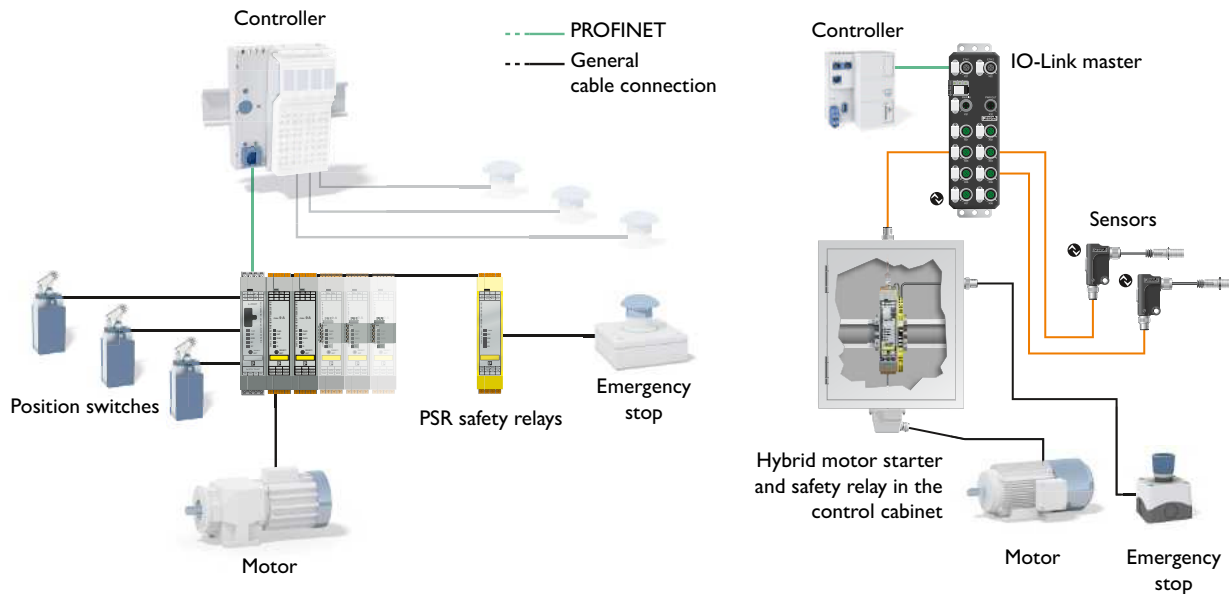 Controller
PROFINET
General
cable connection
Position switches
PSR safety relays
Emergency
stop
Motor
Controller
IO-Link master
Sensors
Hybrid motor starter
and safety relay in the
control cabinet
Motor
Emergency
stop